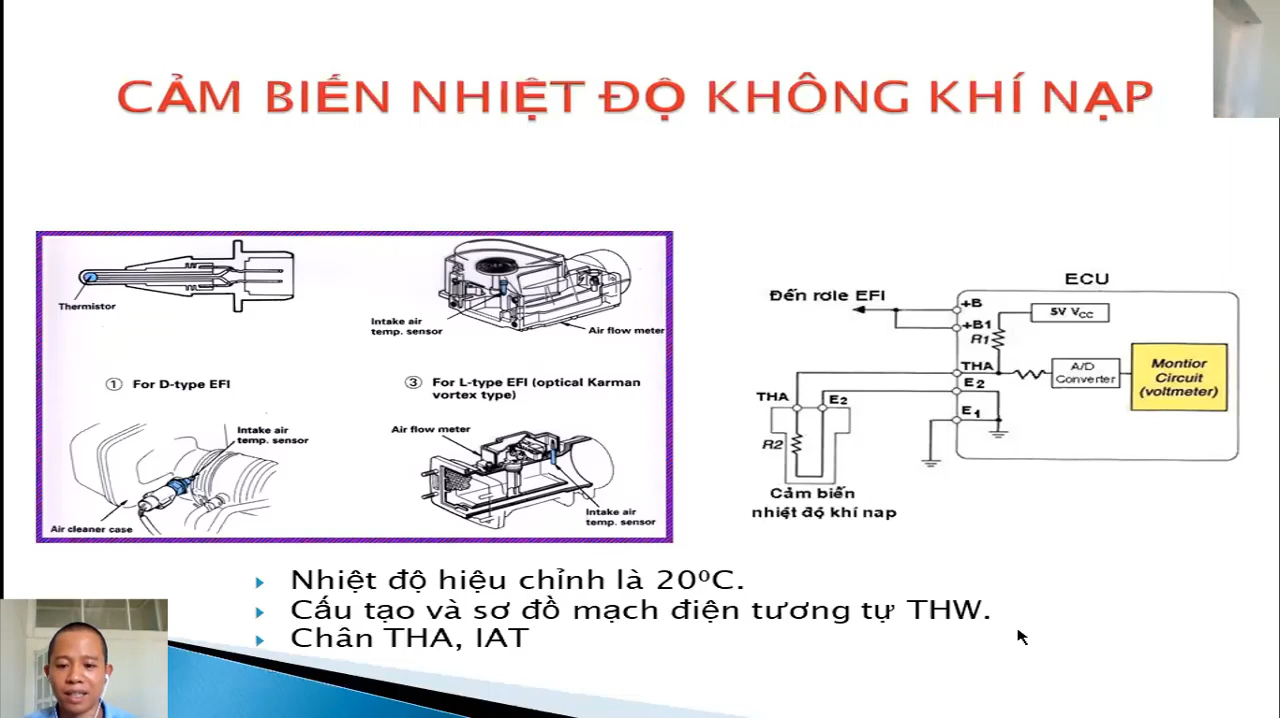 CẢM BIẾN NHIỆT ĐỘ KHÔNG KHÍ NẠP
Thermistor
Intake air
temp. sensor
Air flow meter
① For D-type EFI
③ For L-type EFI (optical Karman
vortex type)
Intake air
temp. sensor
Air cleaner case
Air flow meter
Intake air
temp. sensor
ECU
Đến rơle EFI
+B
+B1
5V VCC
R1
THA
A/D
Converter
Montior
Circuit
(voltmeter)
E2
E1
THA
E2
R2
Cảm biến
nhiệt độ khí nap
Nhiệt độ hiệu chỉnh là 20⁰C.
Cấu tạo và sơ đồ mạch điện tương tự THW.
Chân THA, IAT